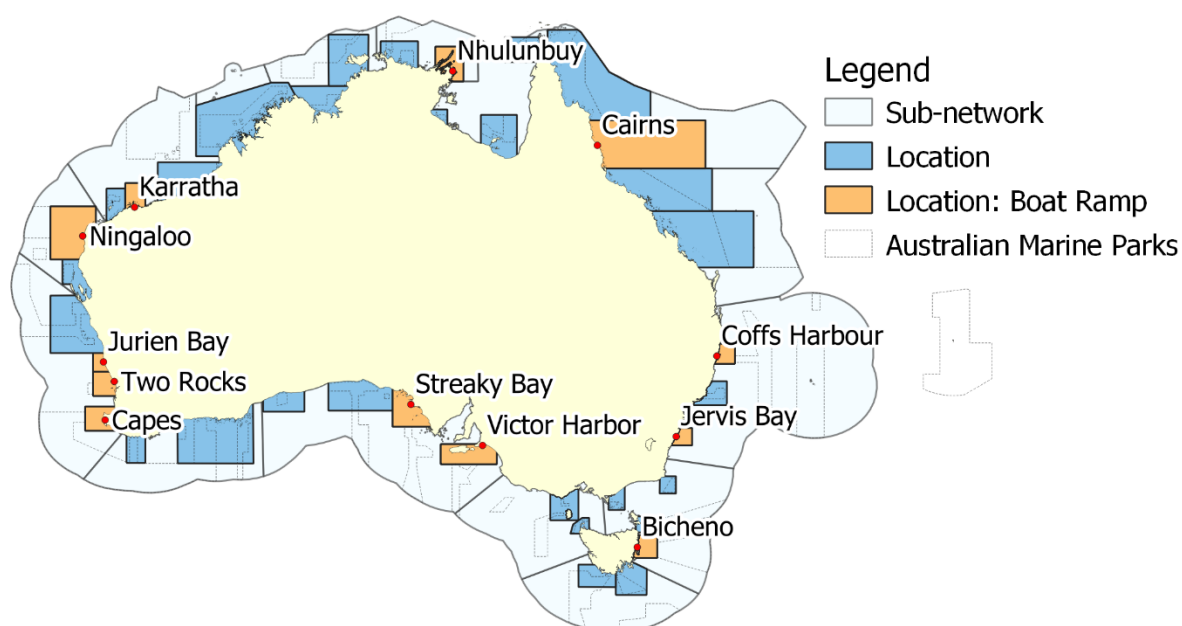 Nhulunbuy
Legend
Sub-network
Cairns
Location
Karratha
Location: Boat Ramp
Ningaloo
Australian Marine Parks
Jurien Bay
Coffs Harbour
Two Rocks
Streaky Bay
Capes
Victor Harbor
Jervis Bay
Bicheno